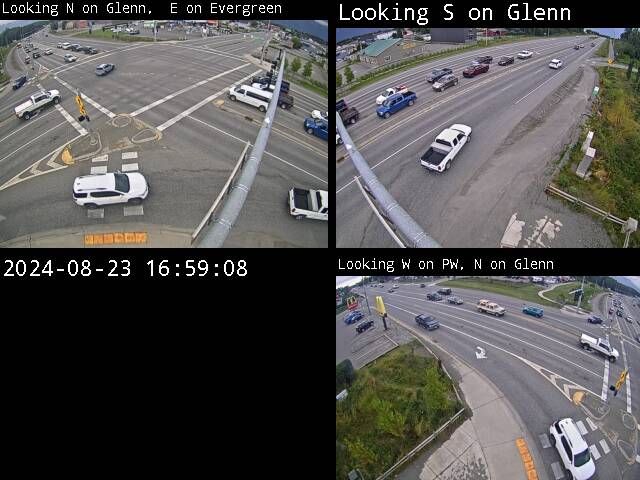 Looking N on Glenn, E on Evergreen
Looking S on Glenn
2024-08-23 16:59:08
Looking W on PW, N on Glenn